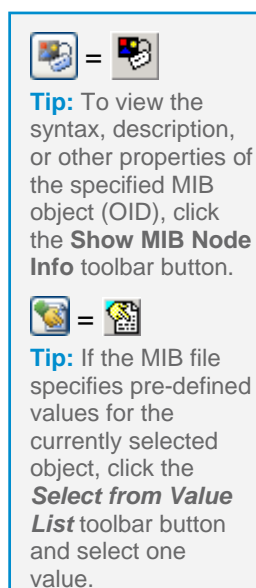 =
Tip: To view the
syntax, description,
or other properties of
the specified MIB
object (OID), click
the Show MIB Node
Info toolbar button.
=
Tip: If the MIB file
specifies pre-defined
values for the
currently selected
object, click the
Select from Value
List toolbar button
and select one
value.